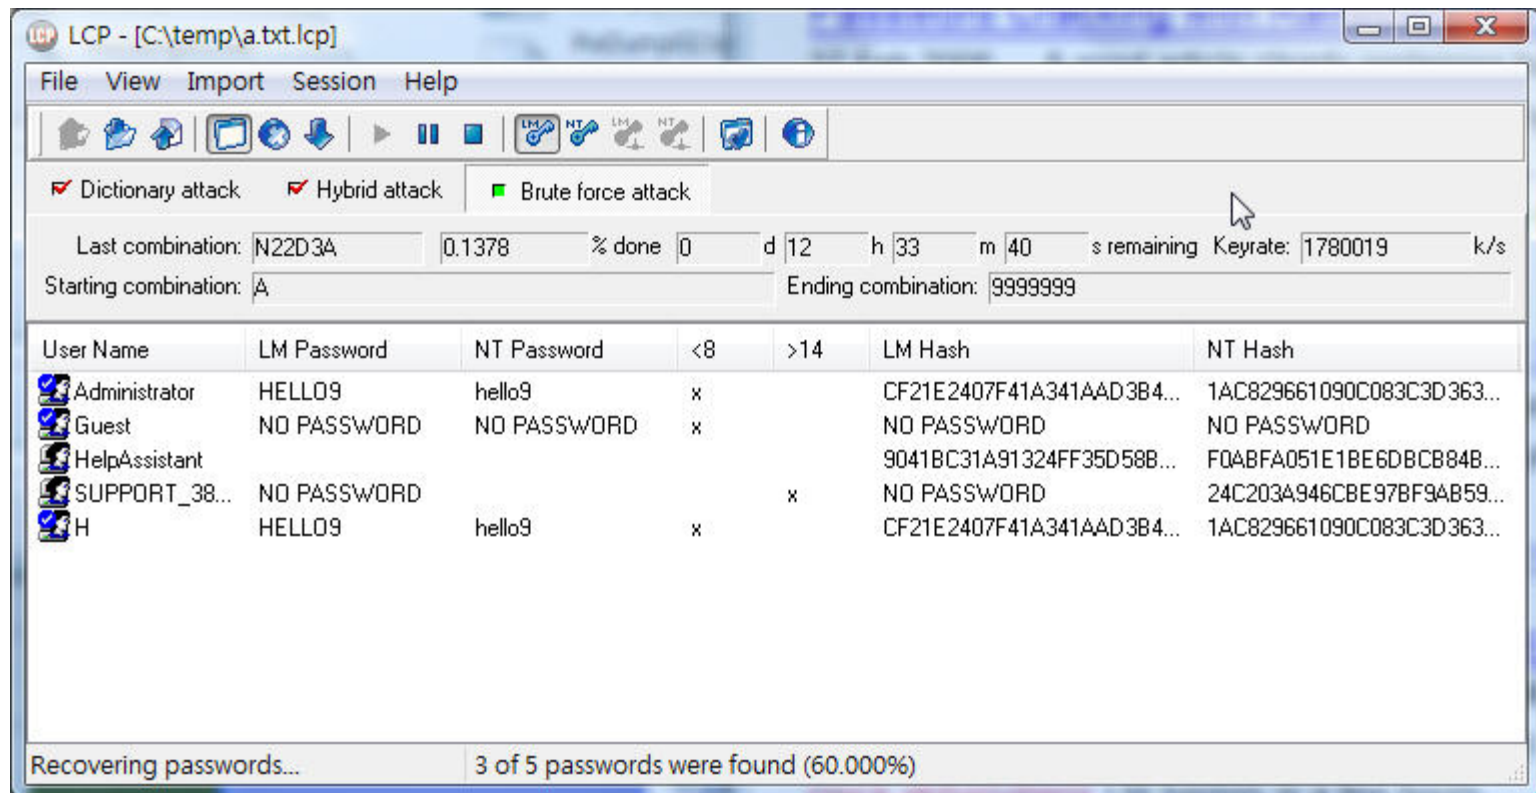 LCP - [C:\temp\a.txt.lcp]
File View Import Session Help
LM NT LM NT
Dictionary attack Hybrid attack Brute force attack
Last combination: N22D3A 0.1378 % done 0 d 12 h 33 m 40 s remaining Keyrate: 1780019 k/s
Starting combination: A Ending combination: 9999999
User Name LM Password NT Password <8 >14 LM Hash NT Hash
Administrator HELLO9 hello9 x CF21E2407F41A341AAD3B4... 1AC829661090C083C3D363...
Guest NO PASSWORD NO PASSWORD x NO PASSWORD NO PASSWORD
HelpAssistant 9041BC31A91324FF35D58B... F0ABFA051E1BE6DBCB84B...
SUPPORT_38... NO PASSWORD x NO PASSWORD 24C203A946CBE97BF9AB59...
H HELLO9 hello9 x CF21E2407F41A341AAD3B4... 1AC829661090C083C3D363...
Recovering passwords... 3 of 5 passwords were found (60.000%)